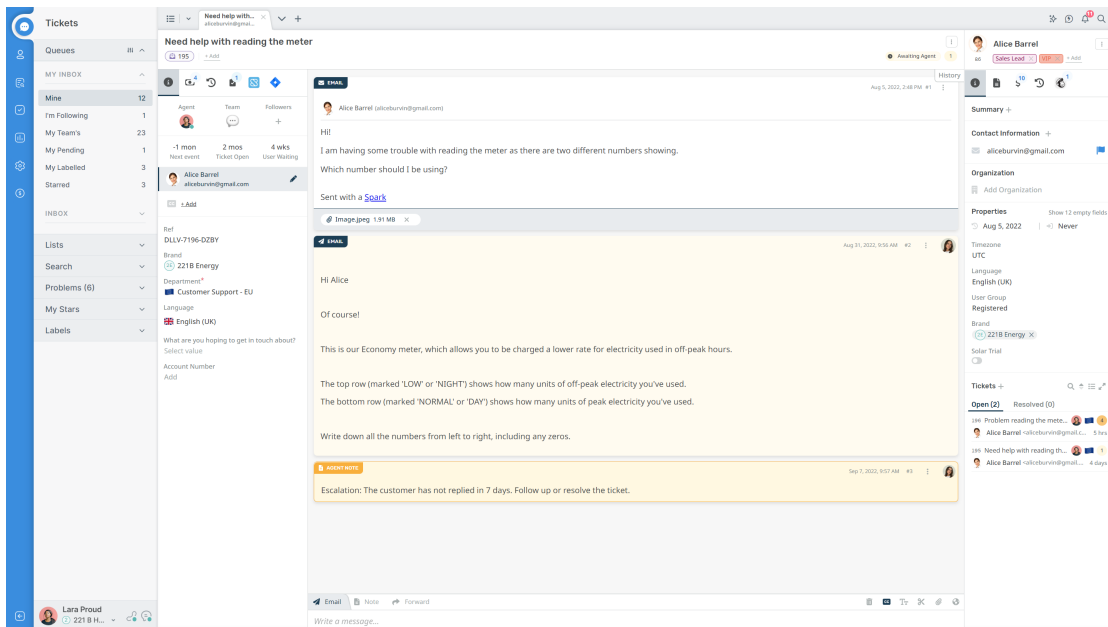 Tickets
Queues
MY INBOX
Mine 12
I'm Following 1
My Team's 23
My Pending 1
My Labelled 3
Starred 3
INBOX
Lists
Search
Problems (6)
My Stars
Labels
Lara Proud
221 B H...
Need help with...
aliceburvin@gmai...
Need help with reading the meter
195
+ Add
Awaiting Agent 1
History
4
1
Agent Team Followers
-1 mon 2 mos 4 wks
Next event Ticket Open User Waiting
Alice Barrel
aliceburvin@gmail.com
CC + Add
Ref
DLLV-7196-DZBY
Brand
221B Energy
Department*
Customer Support - EU
Language
English (UK)
What are you hoping to get in touch about?
Select value
Account Number
Add
EMAIL
Aug 5, 2022, 2:48 PM #1
Alice Barrel (aliceburvin@gmail.com)
Hi!
I am having some trouble with reading the meter as there are two different numbers showing.
Which number should I be using?
Sent with a Spark
Image.jpeg 1.91 MB
EMAIL
Aug 31, 2022, 9:56 AM #2
Hi Alice
Of course!
This is our Economy meter, which allows you to be charged a lower rate for electricity used in off-peak hours.
The top row (marked 'LOW' or 'NIGHT') shows how many units of off-peak electricity you've used.
The bottom row (marked 'NORMAL' or 'DAY') shows how many units of peak electricity you've used.
Write down all the numbers from left to right, including any zeros.
AGENT NOTE
Sep 7, 2022, 9:57 AM #3
Escalation: The customer has not replied in 7 days. Follow up or resolve the ticket.
Email Note Forward
Write a message...
Alice Barrel
86
Sales Lead VIP + Add
10
1
Summary +
Contact Information +
aliceburvin@gmail.com
Organization
Add Organization
Properties Show 12 empty fields
Aug 5, 2022 Never
Timezone
UTC
Language
English (UK)
User Group
Registered
Brand
221B Energy
Solar Trial
Tickets +
Open (2) Resolved (0)
196 Problem reading the mete... 4
Alice Barrel <aliceburvin@gmail.c... 5 hrs
195 Need help with reading th... 1
Alice Barrel <aliceburvin@gmail.... 4 days